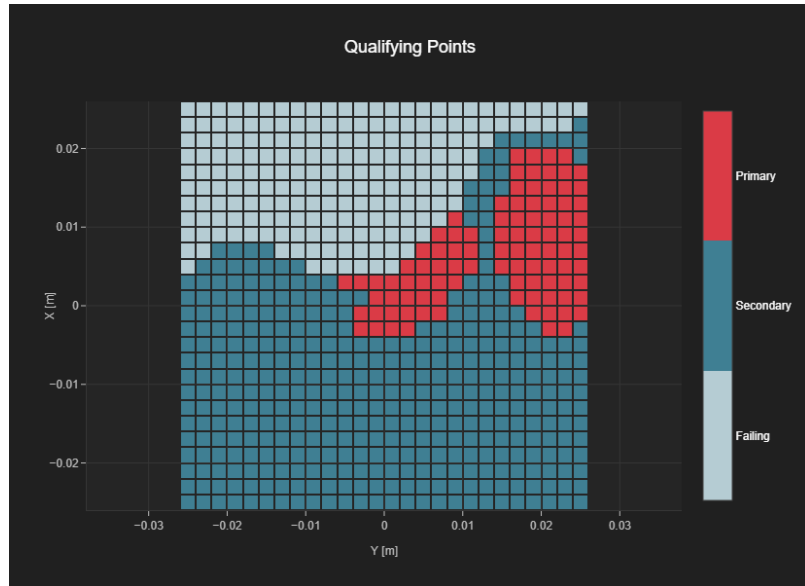 Qualifying Points
0.02
0.01
0
−0.01
−0.02
X [m]
−0.03
−0.02
−0.01
0
0.01
0.02
0.03
Y [m]
Primary
Secondary
Failing